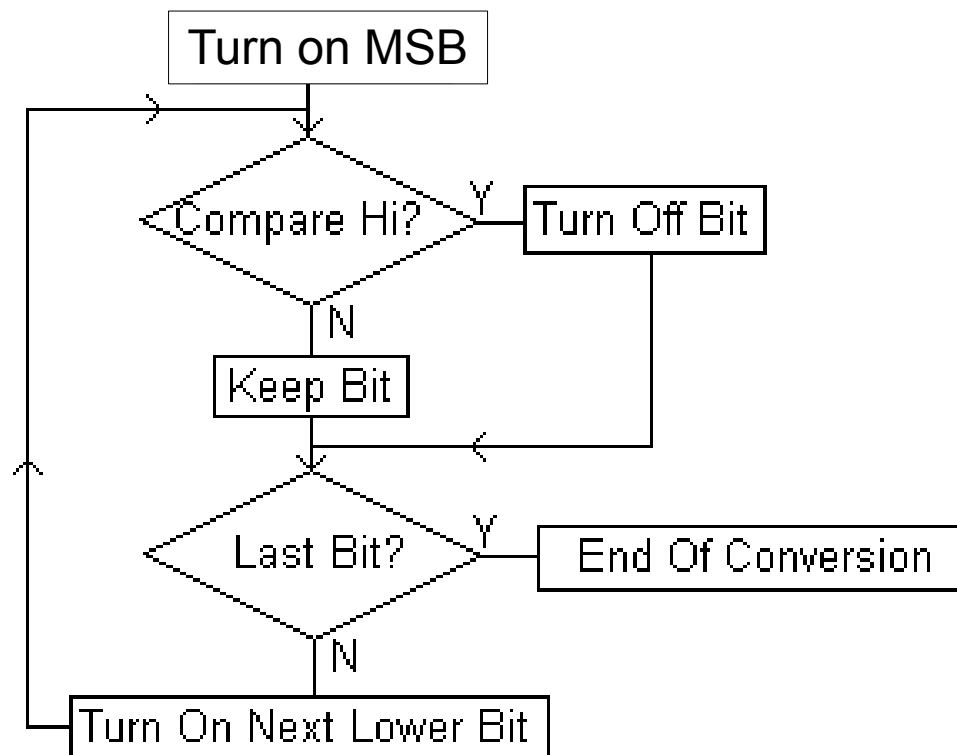 Turn on MSB
Compare Hi?
Y
Turn Off Bit
N
Keep Bit
Last Bit?
Y
End Of Conversion
N
Turn On Next Lower Bit